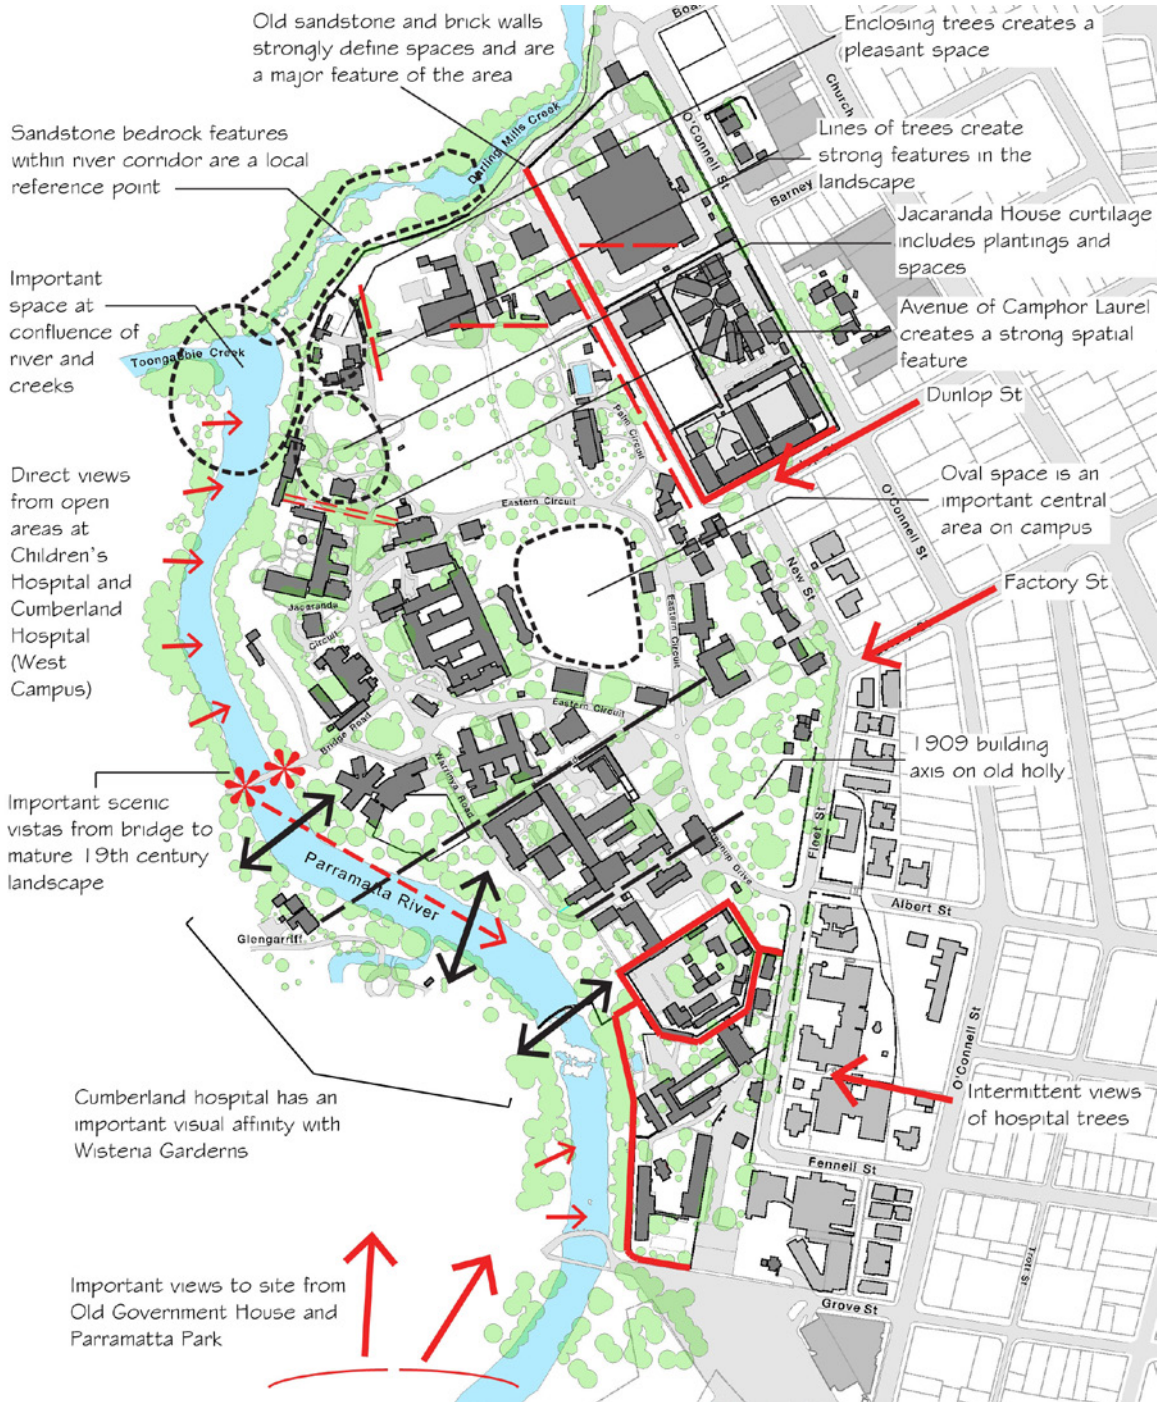 Old sandstone and brick walls
strongly define spaces and are
a major feature of the area
Enclosing trees creates a
pleasant space
Sandstone bedrock features
within river corridor are a local
reference point
Lines of trees create
strong features in the
landscape
Jacaranda House curtilage
includes plantings and
spaces
Important
space at
confluence of
river and
creeks
Avenue of Camphor Laurel
creates a strong spatial
feature
Dunlop St
Direct views
from open
areas at
Children's
Hospital and
Cumberland
Hospital
(West
Campus)
Oval space is an
important central
area on campus
Factory St
1909 building
axis on old holly
Important scenic
vistas from bridge to
mature 19th century
landscape
Cumberland hospital has an
important visual affinity with
Wisteria Garderns
Intermittent views
of hospital trees
Important views to site from
Old Government House and
Parramatta Park
Darling Mills Creek
Toongabbie Creek
Parramatta River
Glengarriff
O'Connell St
Church
Barney
Palm Circuit
Eastern Circuit
Eastern Circuit
Eastern Circuit
Jacaranda
Circuit
Bridge Road
New St
O'Connell St
Fleet St
Drive
Albert St
O'Connell St
Fennell St
Trott St
Grove St